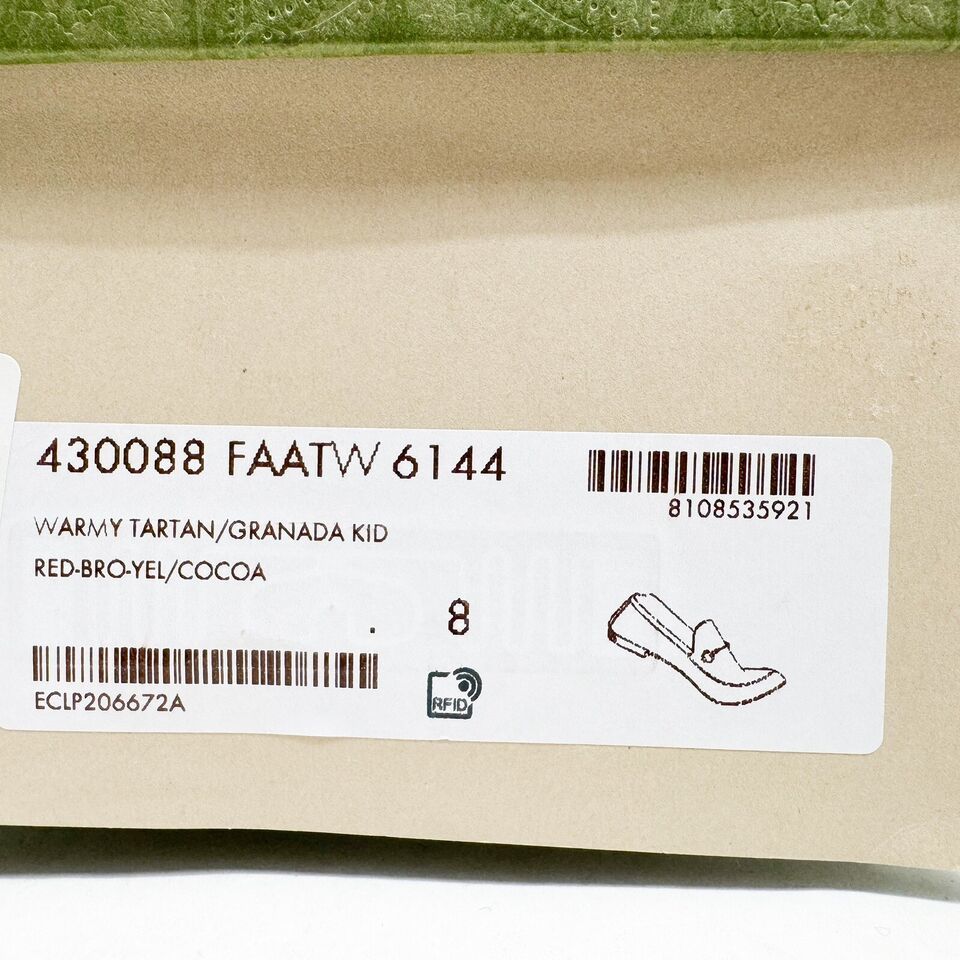 430088 FAATW 6144
8108535921
WARMY TARTAN/GRANADA KID
RED-BRO-YEL/COCOA
. 8
ECLP206672A
RFID